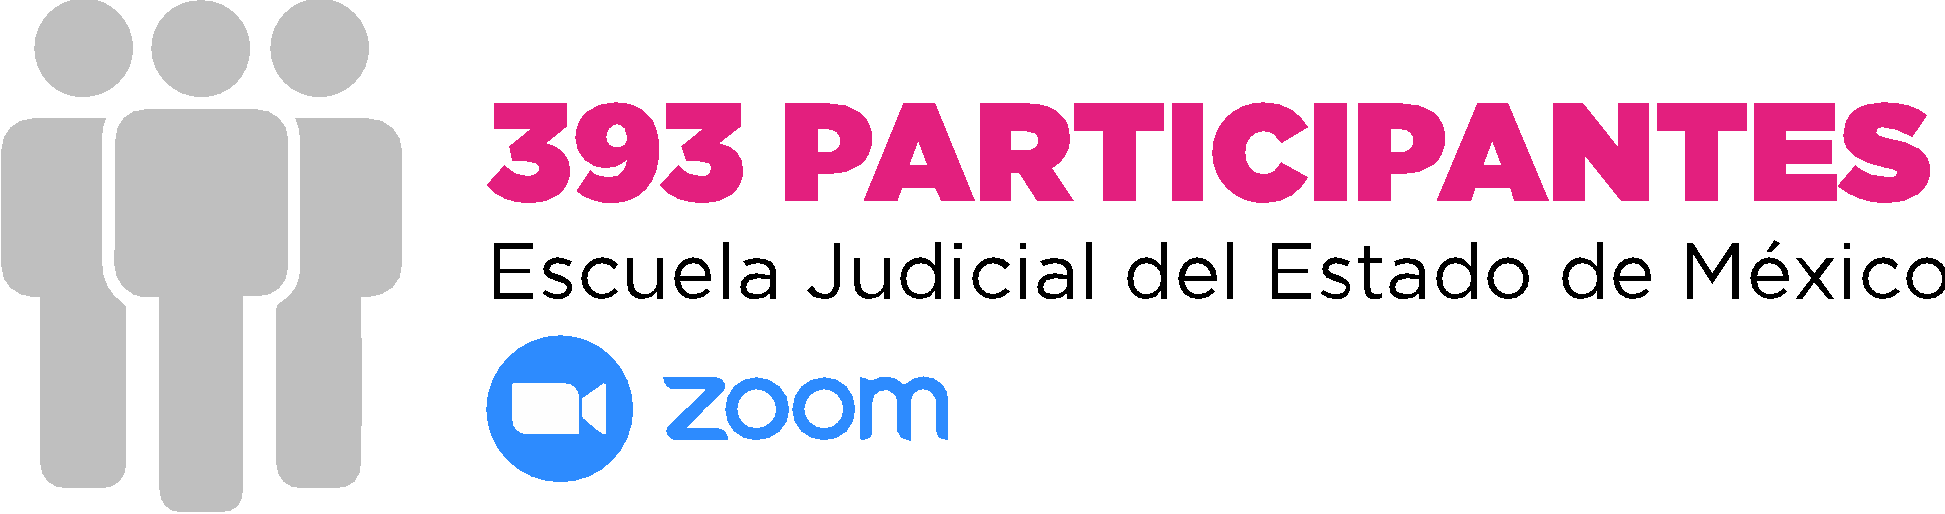 393 PARTICIPANTES
Escuela Judicial del Estado de México
zoom